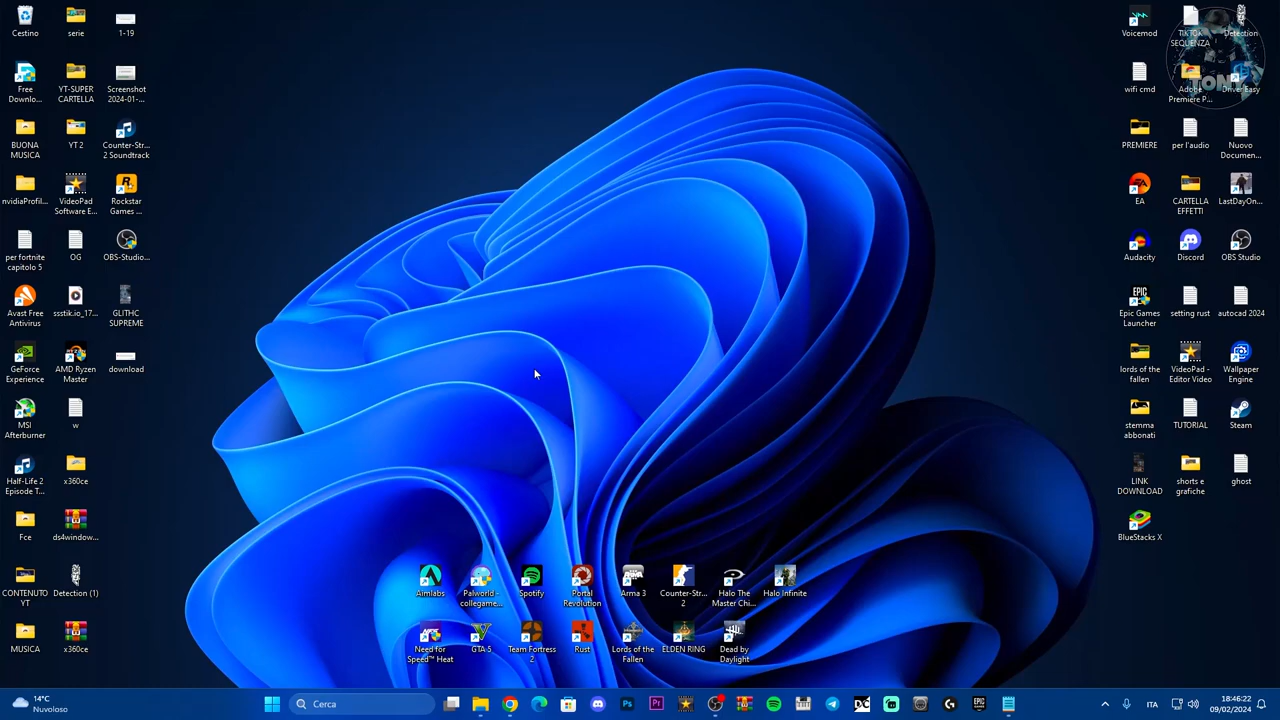 Cestino
serie
1-19
Free
Downlo...
YT-SUPER
CARTELLA
Screenshot
2024-01-...
BUONA
MUSICA
YT 2
Counter-Str...
2 Soundtrack
nvidiaProfil...
VideoPad
Software E...
Rockstar
Games ...
per fortnite
capitolo 5
OG
OBS-Studio...
Avast Free
Antivirus
ssstik.io_17...
GLITHC
SUPREME
GeForce
Experience
AMD Ryzen
Master
download
MSI
Afterburner
w
Half-Life 2
Episode T...
x360ce
Fce
ds4window...
CONTENUTO
YT
Detection (1)
MUSICA
x360ce
Aimlabs
Palworld -
collegame...
Spotify
Portal
Revolution
Arma 3
Counter-Str...
2
Halo The
Master Chi...
Halo Infinite
Need for
Speed™ Heat
GTA 5
Team Fortress
2
Rust
Lords of the
Fallen
ELDEN RING
Dead by
Daylight
Voicemod
TIKTOK
SEQUENZA
Detection
wifi cmd
Adobe
Premiere P...
Driver Easy
TONY
PREMIERE
per l'audio
Nuovo
Documen...
EA
CARTELLA
EFFETTI
LastDayOn...
Audacity
Discord
OBS Studio
Epic Games
Launcher
setting rust
autocad 2024
lords of the
fallen
VideoPad -
Editor Video
Wallpaper
Engine
stemma
abbonati
TUTORIAL
Steam
LINK
DOWNLOAD
shorts e
grafiche
ghost
BlueStacks X
14°C
Nuvoloso
Cerca
ITA
18:46:22
09/02/2024